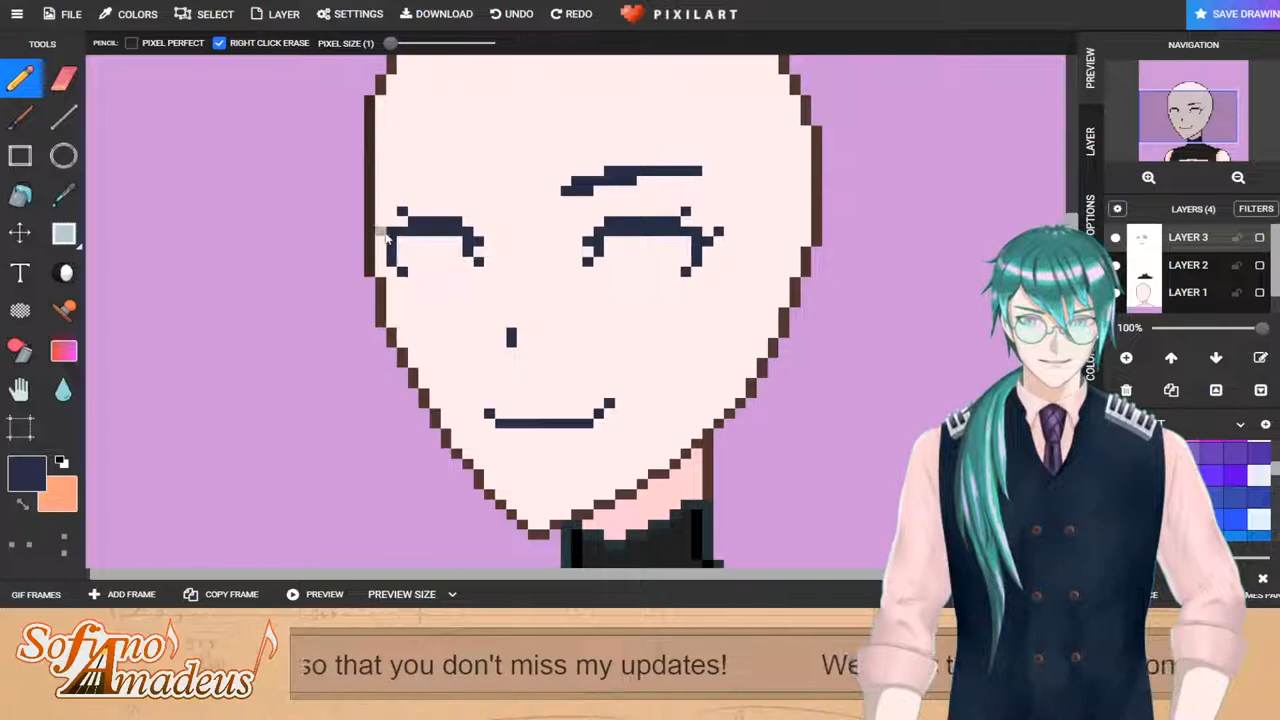 FILE COLORS SELECT LAYER SETTINGS DOWNLOAD UNDO REDO PIXILART SAVE DRAWIN
TOOLS PENCIL: PIXEL PERFECT RIGHT CLICK ERASE PIXEL SIZE (1) NAVIGATION
PREVIEW
LAYER
OPTIONS
LAYERS (4) FILTERS
LAYER 3
LAYER 2
LAYER 1
100%
GIF FRAMES ADD FRAME COPY FRAME PREVIEW PREVIEW SIZE
Sofiano
Amadeus
so that you don't miss my updates! We